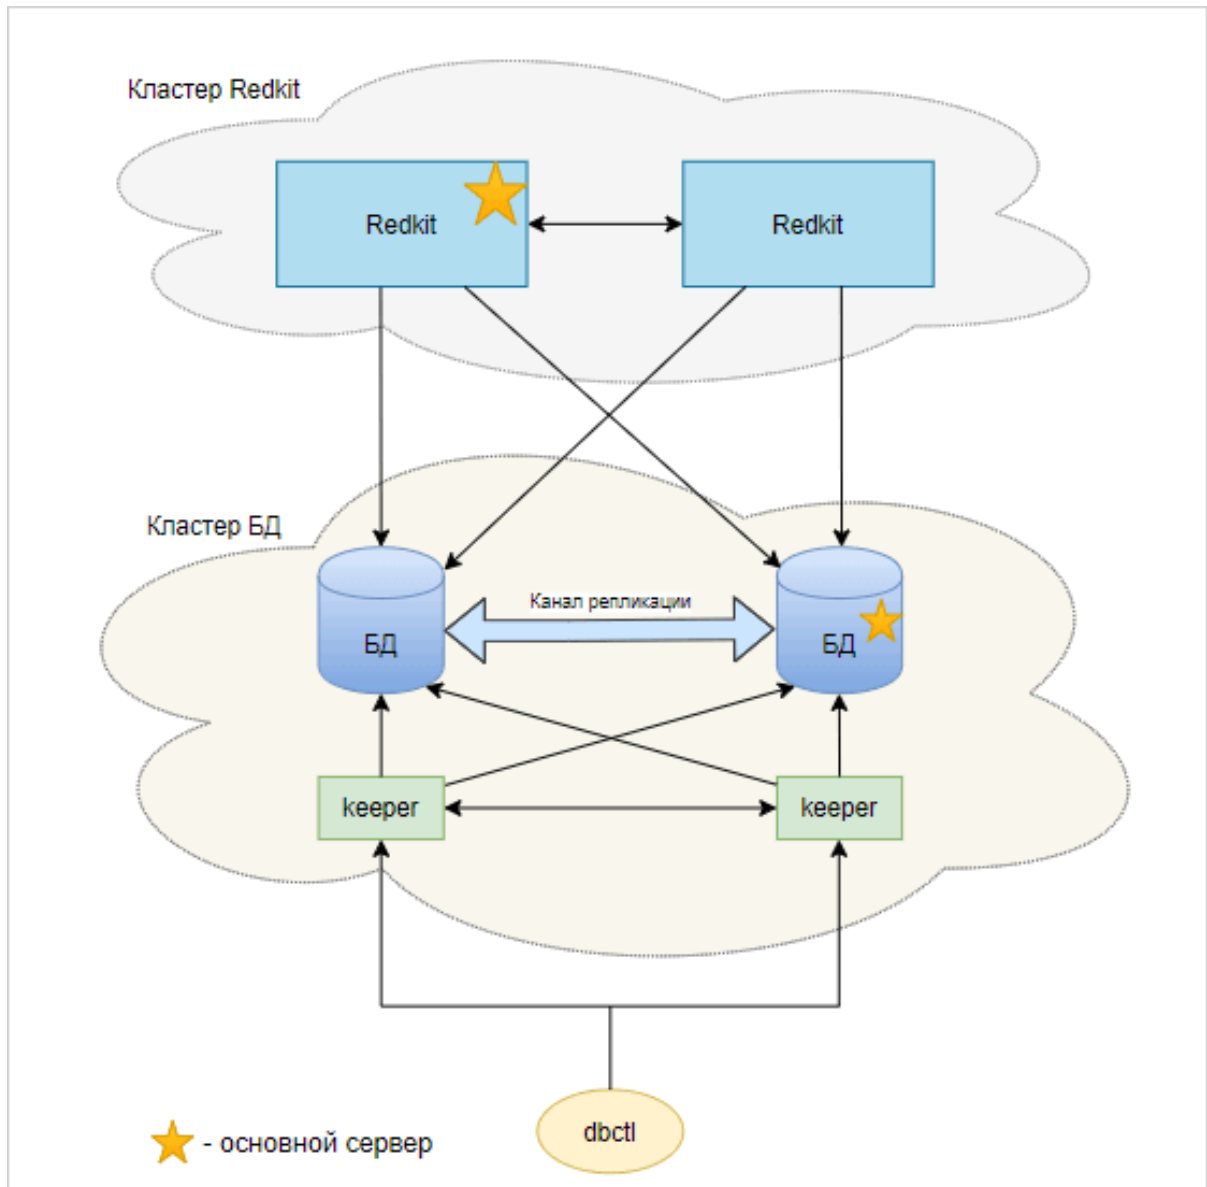 Кластер Redkit
Redkit
Redkit
Кластер БД
Канал репликации
БД
БД
keeper
keeper
dbctl
- основной сервер